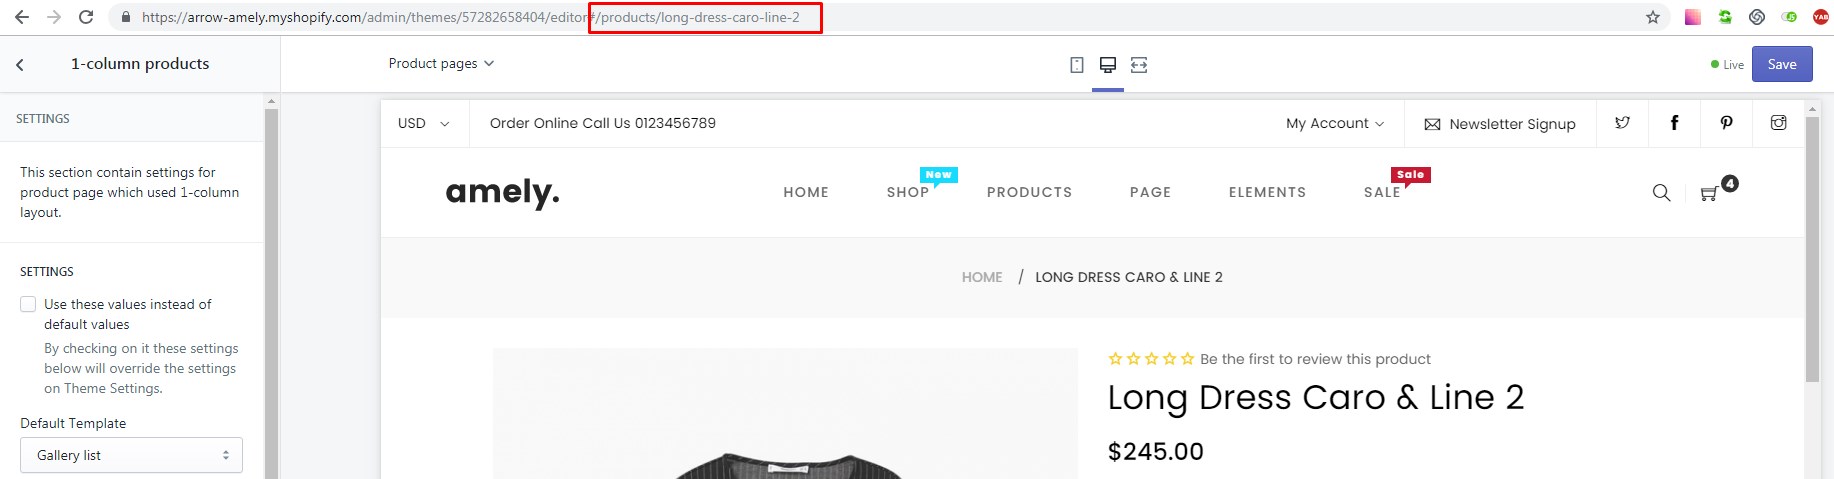 https://arrow-amely.myshopify.com/admin/themes/57282658404/editor#/products/long-dress-caro-line-2
YAB
1-column products
Product pages
Live
Save
SETTINGS
This section contain settings for
product page which used 1-column
layout.
SETTINGS
Use these values instead of
default values
By checking on it these settings
below will override the settings
on Theme Settings.
Default Template
Gallery list
USD
Order Online Call Us 0123456789
My Account
Newsletter Signup
amely.
HOME
SHOP
New
PRODUCTS
PAGE
ELEMENTS
SALE
Sale
4
HOME / LONG DRESS CARO & LINE 2
Be the first to review this product
Long Dress Caro & Line 2
$245.00